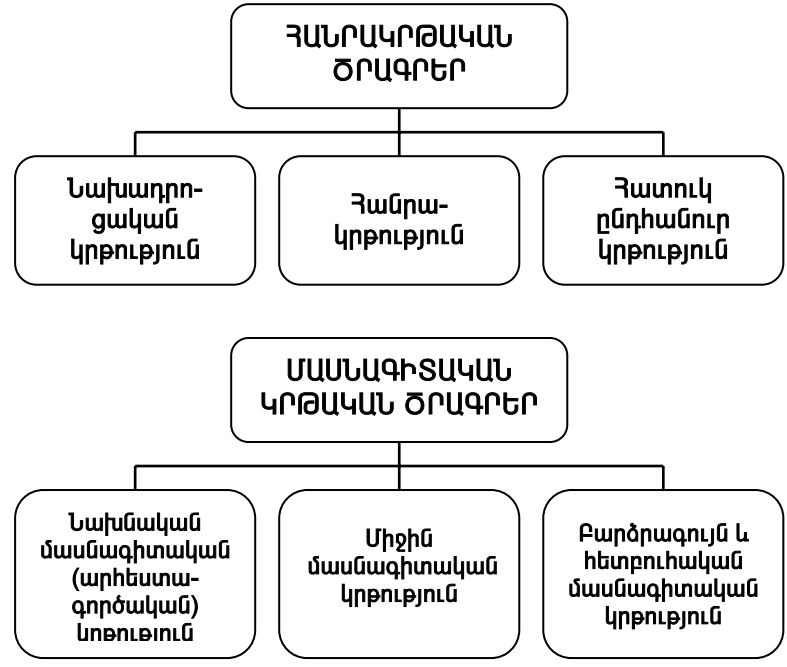 ՀԱՆՐԱԿՐԹԱԿԱՆ
ԾՐԱԳՐԵՐ
Նախադրո-
ցական
կրթություն
Հանրա-
կրթություն
Հատուկ
ընդհանուր
կրթություն
ՄԱՍՆԱԳԻՏԱԿԱՆ
ԿՐԹԱԿԱՆ ԾՐԱԳՐԵՐ
Նախնական
մասնագիտական
(արհեստա-
գործական)
կրթություն
Միջին
մասնագիտական
կրթություն
Բարձրագույն և
հետբուհական
մասնագիտական
կրթություն